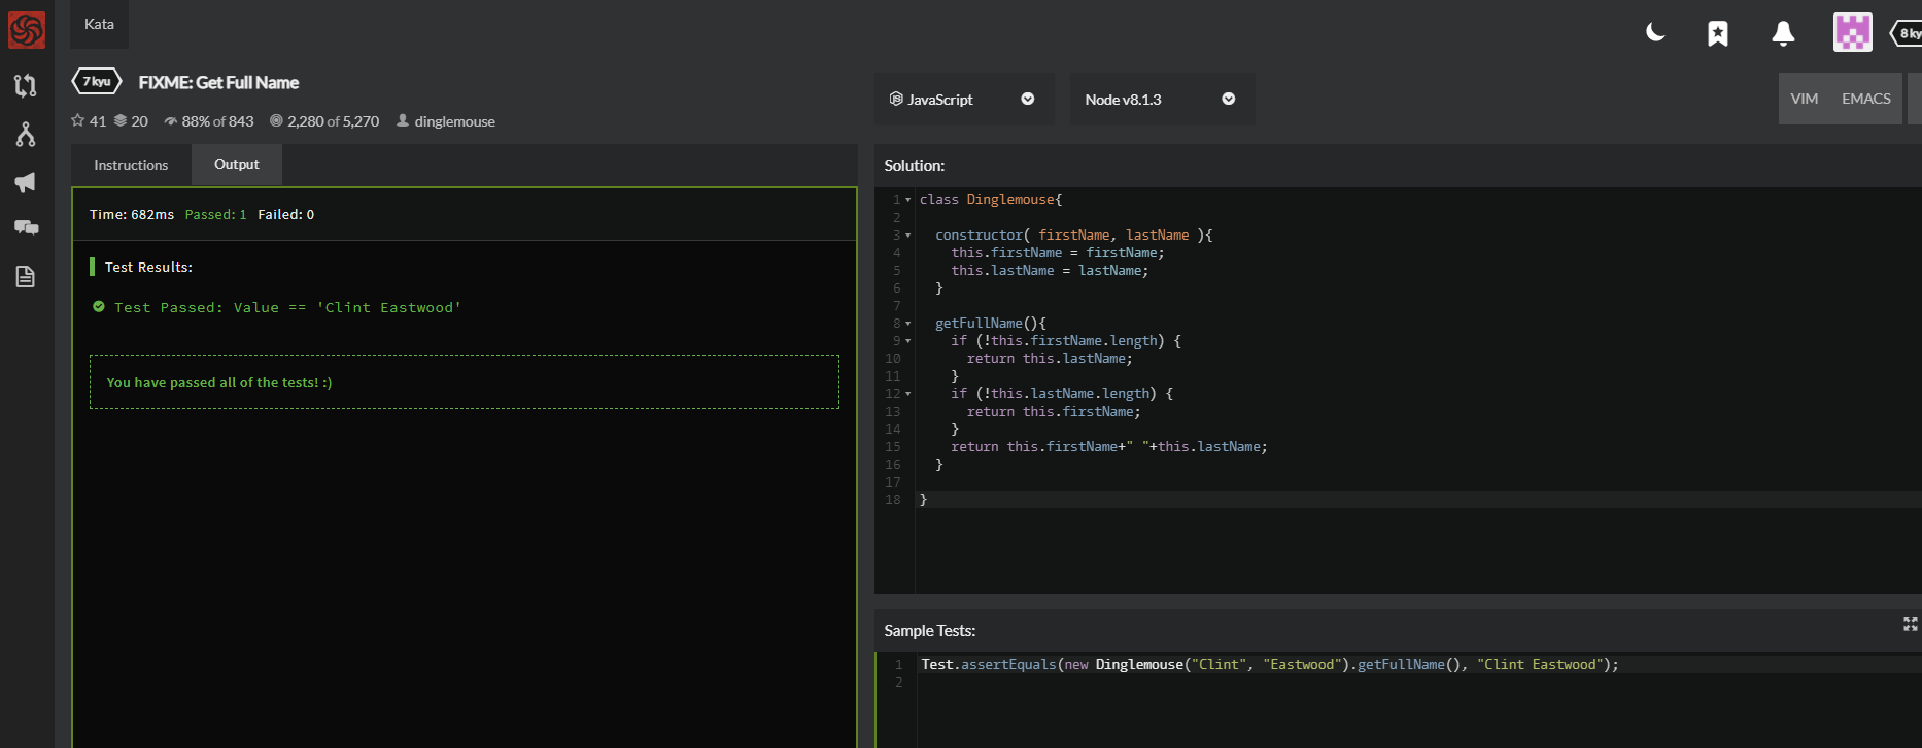 Kata
8 ky
7 kyu FIXME: Get Full Name
41 20 88% of 843 2,280 of 5,270 dinglemouse
JavaScript Node v8.1.3 VIM EMACS
Instructions Output
Time: 682ms Passed: 1 Failed: 0
Test Results:
Test Passed: Value == 'Clint Eastwood'
You have passed all of the tests! :)
Solution:
1 class Dinglemouse{
2
3 constructor( firstName, lastName ){
4 this.firstName = firstName;
5 this.lastName = lastName;
6 }
7
8 getFullName(){
9 if (!this.firstName.length) {
10 return this.lastName;
11 }
12 if (!this.lastName.length) {
13 return this.firstName;
14 }
15 return this.firstName+" "+this.lastName;
16 }
17
18 }
Sample Tests:
1 Test.assertEquals(new Dinglemouse("Clint", "Eastwood").getFullName(), "Clint Eastwood");
2